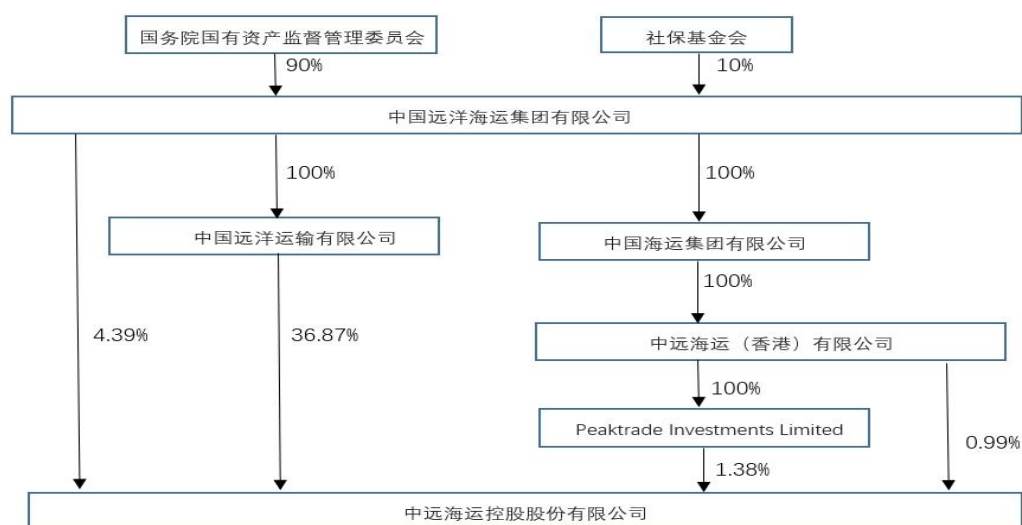 国务院国有资产监督管理委员会
社保基金会
90%
10%
中国远洋海运集团有限公司
100%
100%
中国远洋运输有限公司
中国海运集团有限公司
100%
4.39%
36.87%
中远海运（香港）有限公司
100%
Peaktrade Investments Limited
0.99%
1.38%
中远海运控股股份有限公司